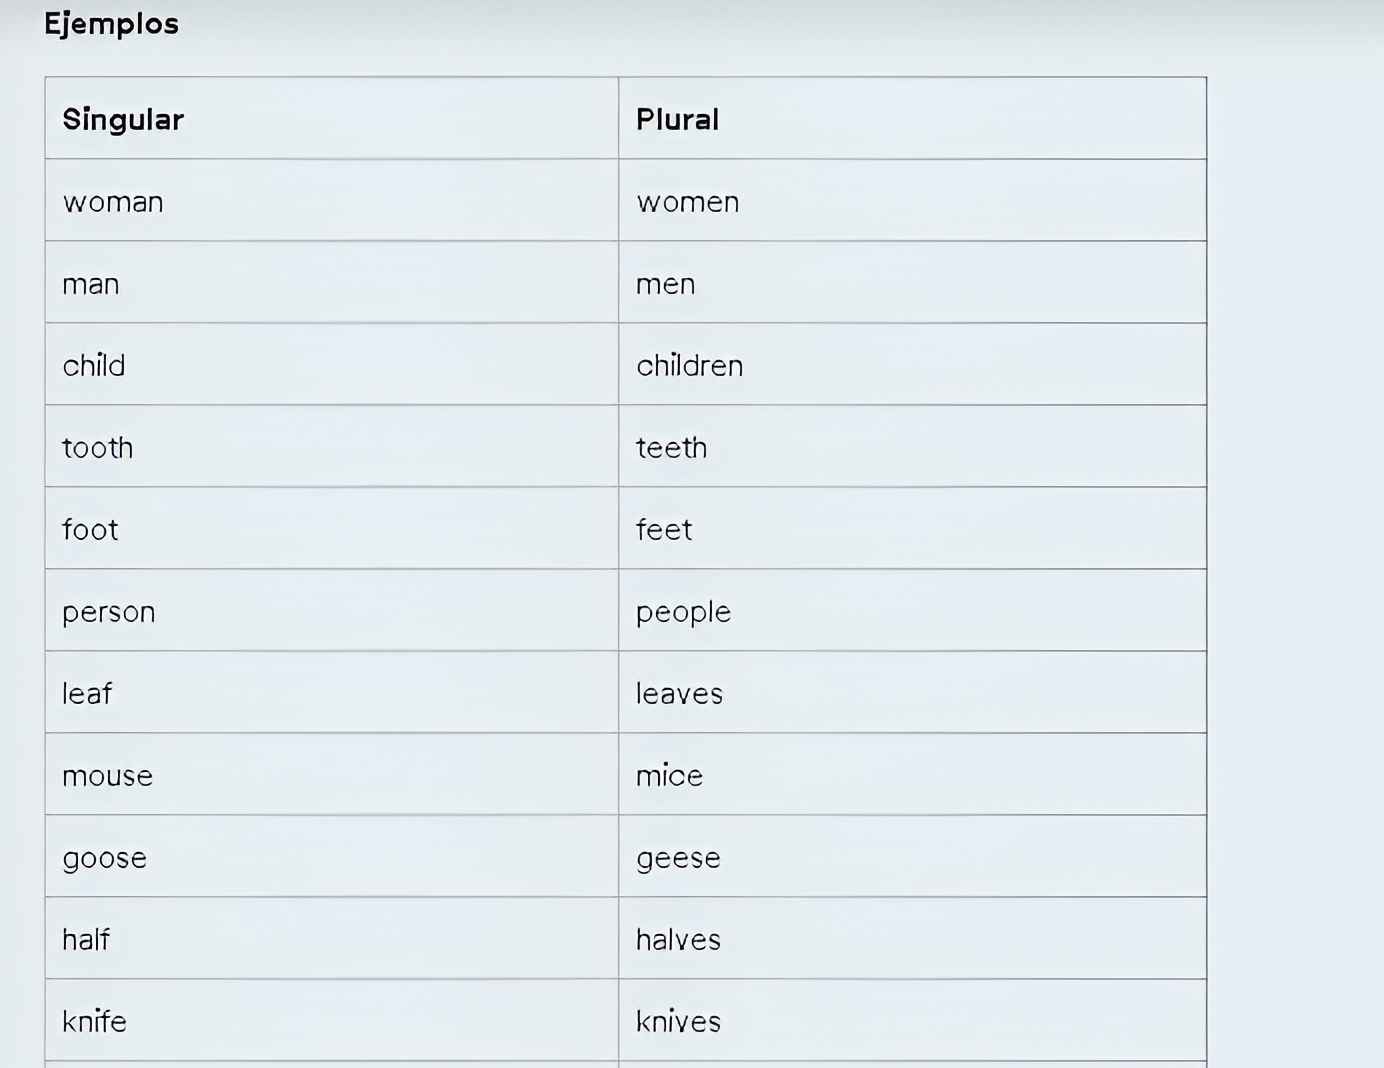 Ejemplos
Singular Plural
woman women
man men
child children
tooth teeth
foot feet
person people
leaf leaves
mouse mice
goose geese
half halves
knife knives